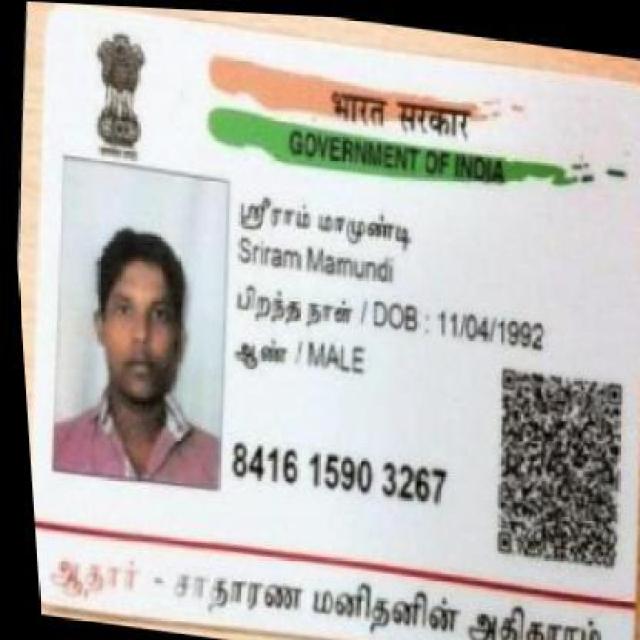 भारत सरकार
GOVERNMENT OF INDIA
ஸ்ரீராம் மாமுண்டி
Sriram Mamundi
பிறந்த நாள் / DOB : 11/04/1992
ஆண் / MALE
8416 1590 3267
ஆதார் - சாதாரண மனிதனின் அதிகாரம்